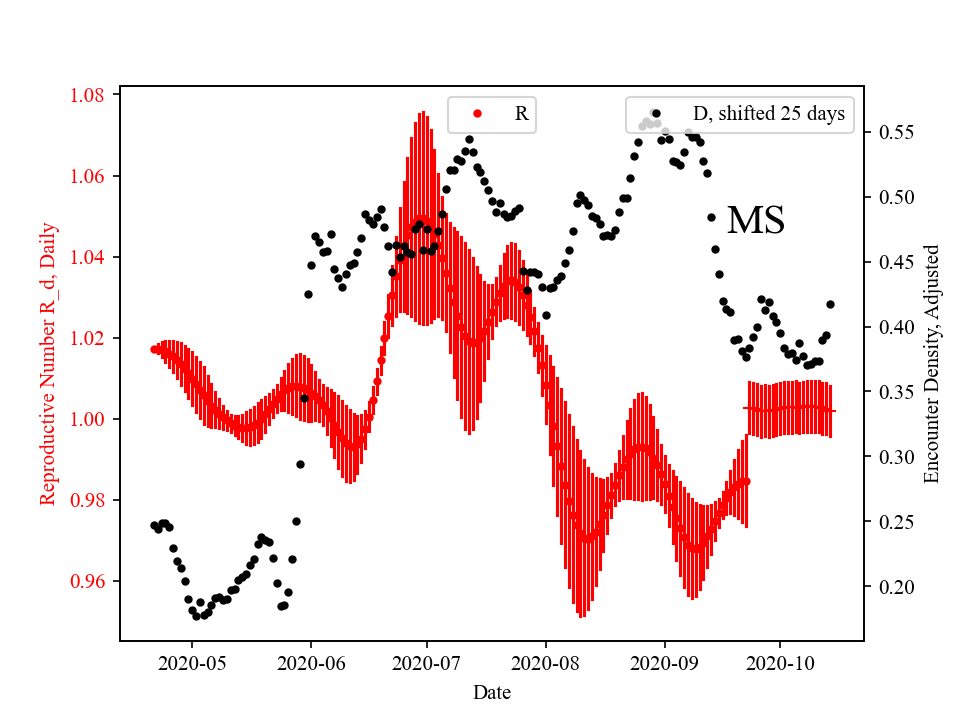 R
D, shifted 25 days
MS
Reproductive Number R_d, Daily
1.08
1.06
1.04
1.02
1.00
0.98
0.96
0.55
0.50
0.45
0.40
0.35
0.30
0.25
0.20
Encounter Density, Adjusted
2020-05 2020-06 2020-07 2020-08 2020-09 2020-10
Date